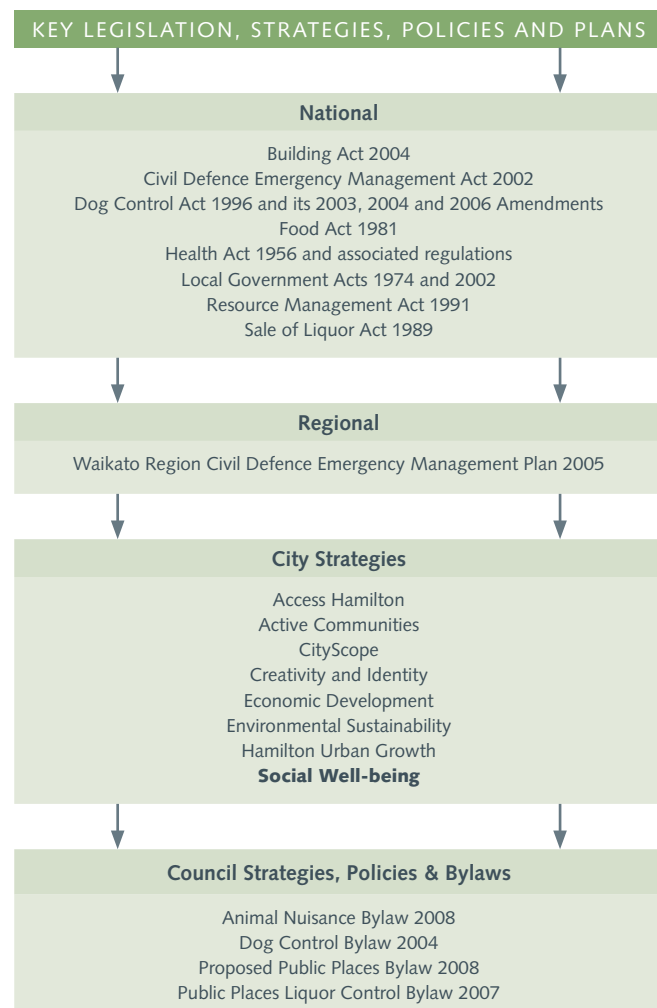 KEY LEGISLATION, STRATEGIES, POLICIES AND PLANS
National
Building Act 2004
Civil Defence Emergency Management Act 2002
Dog Control Act 1996 and its 2003, 2004 and 2006 Amendments
Food Act 1981
Health Act 1956 and associated regulations
Local Government Acts 1974 and 2002
Resource Management Act 1991
Sale of Liquor Act 1989
Regional
Waikato Region Civil Defence Emergency Management Plan 2005
City Strategies
Access Hamilton
Active Communities
CityScope
Creativity and Identity
Economic Development
Environmental Sustainability
Hamilton Urban Growth
Social Well-being
Council Strategies, Policies & Bylaws
Animal Nuisance Bylaw 2008
Dog Control Bylaw 2004
Proposed Public Places Bylaw 2008
Public Places Liquor Control Bylaw 2007